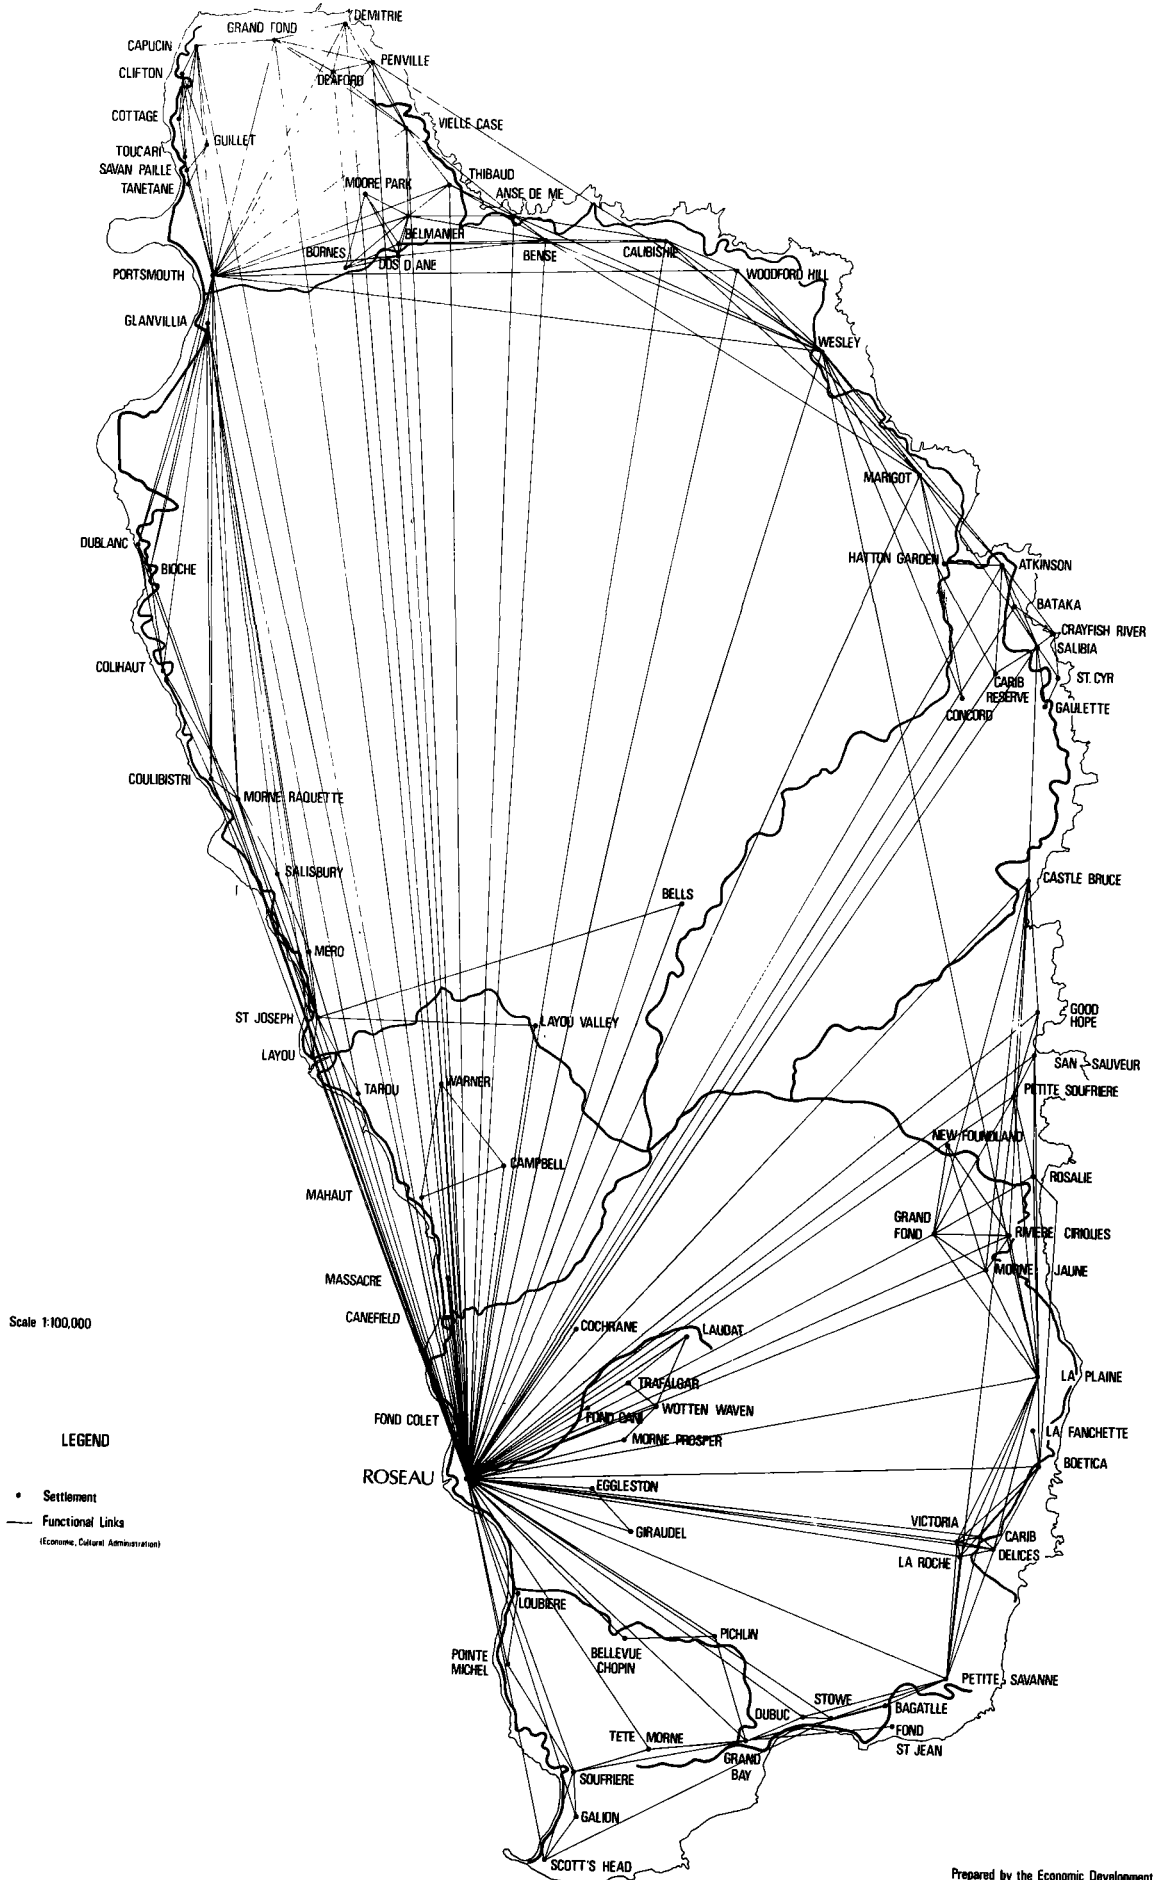 DEMITRIE
GRAND FOND
CAPUCIN
PENVILLE
CLIFTON
DEAFORD
COTTAGE
VIELLE CASE
GUILLET
TOUCARI
SAVAN PAILLE
THIBAUD
TANETANE
MOORE PARK
ANSE DE ME
BELMANIER
BORNES
BENSE
CALIBISHIE
DOS D ANE
PORTSMOUTH
WOODFORD HILL
GLANVILLIA
WESLEY
MARIGOT
DUBLANC
BIOCHE
HATTON GARDEN
ATKINSON
BATAKA
CRAYFISH RIVER
SALIBIA
COLIHAUT
ST. CYR
CARIB
RESERVE
GAULETTE
CONCORD
COULIBISTRI
MORNE RAQUETTE
SALISBURY
CASTLE BRUCE
BELLS
MERO
ST JOSEPH
LAYOU VALLEY
GOOD
HOPE
LAYOU
SAN SAUVEUR
TAROU
WARNER
PETITE SOUFRIERE
NEW FOUNDLAND
CAMPBELL
ROSALIE
MAHAUT
GRAND
FOND
RIVIERE CIRIQUES
MORNE JAUNE
MASSACRE
CANEFIELD
Scale 1:100,000
COCHRANE
LAUDAT
LA PLAINE
TRAFALGAR
FOND COLET
FOND CANI
WOTTEN WAVEN
LEGEND
MORNE PROSPER
LA FANCHETTE
BOETICA
ROSEAU
EGGLESTON
• Settlement
— Functional Links
(Economic, Cultural Administration)
VICTORIA
GIRAUDEL
CARIB
DELICES
LA ROCHE
LOUBIERE
PICHLIN
POINTE
MICHEL
BELLEVUE
CHOPIN
PETITE SAVANNE
STOWE
BAGATLLE
DUBUC
TETE MORNE
FOND
ST JEAN
GRAND
BAY
SOUFRIERE
GALION
SCOTT'S HEAD
Prepared by the Economic Development